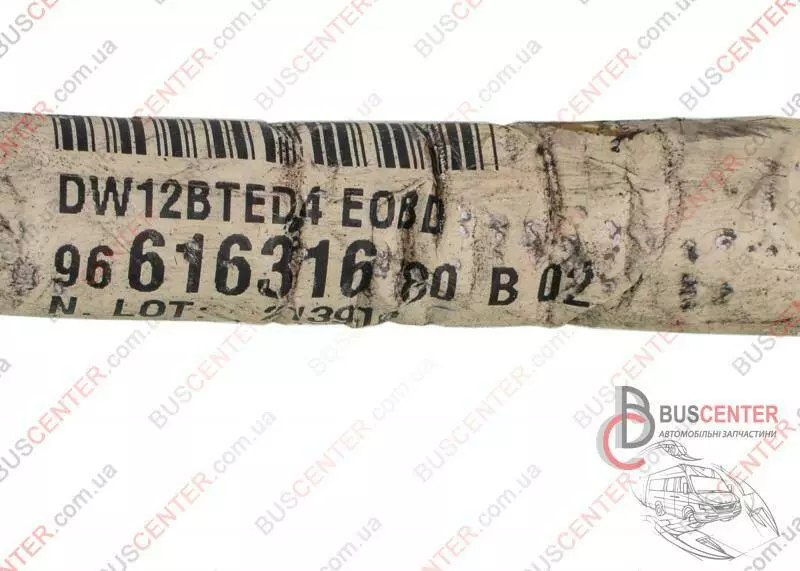 DW12BTED4 EOBD
96 616316 80 B 02
N. LOT:
BUSCENTER
АВТОМОБІЛЬНІ ЗАПЧАСТИНИ
BUSCENTER.com.ua